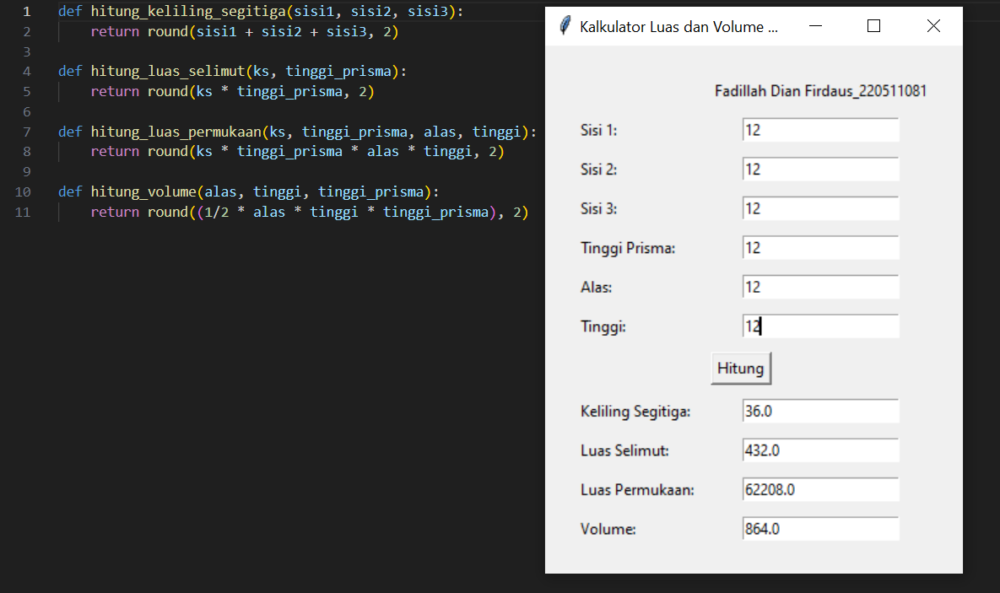 1 def hitung_keliling_segitiga(sisi1, sisi2, sisi3):
2     return round(sisi1 + sisi2 + sisi3, 2)
3
4 def hitung_luas_selimut(ks, tinggi_prisma):
5     return round(ks * tinggi_prisma, 2)
6
7 def hitung_luas_permukaan(ks, tinggi_prisma, alas, tinggi):
8     return round(ks * tinggi_prisma * alas * tinggi, 2)
9
10 def hitung_volume(alas, tinggi, tinggi_prisma):
11     return round((1/2 * alas * tinggi * tinggi_prisma), 2)
Kalkulator Luas dan Volume ...
Fadillah Dian Firdaus_220511081
Sisi 1: 12
Sisi 2: 12
Sisi 3: 12
Tinggi Prisma: 12
Alas: 12
Tinggi: 12
Hitung
Keliling Segitiga: 36.0
Luas Selimut: 432.0
Luas Permukaan: 62208.0
Volume: 864.0